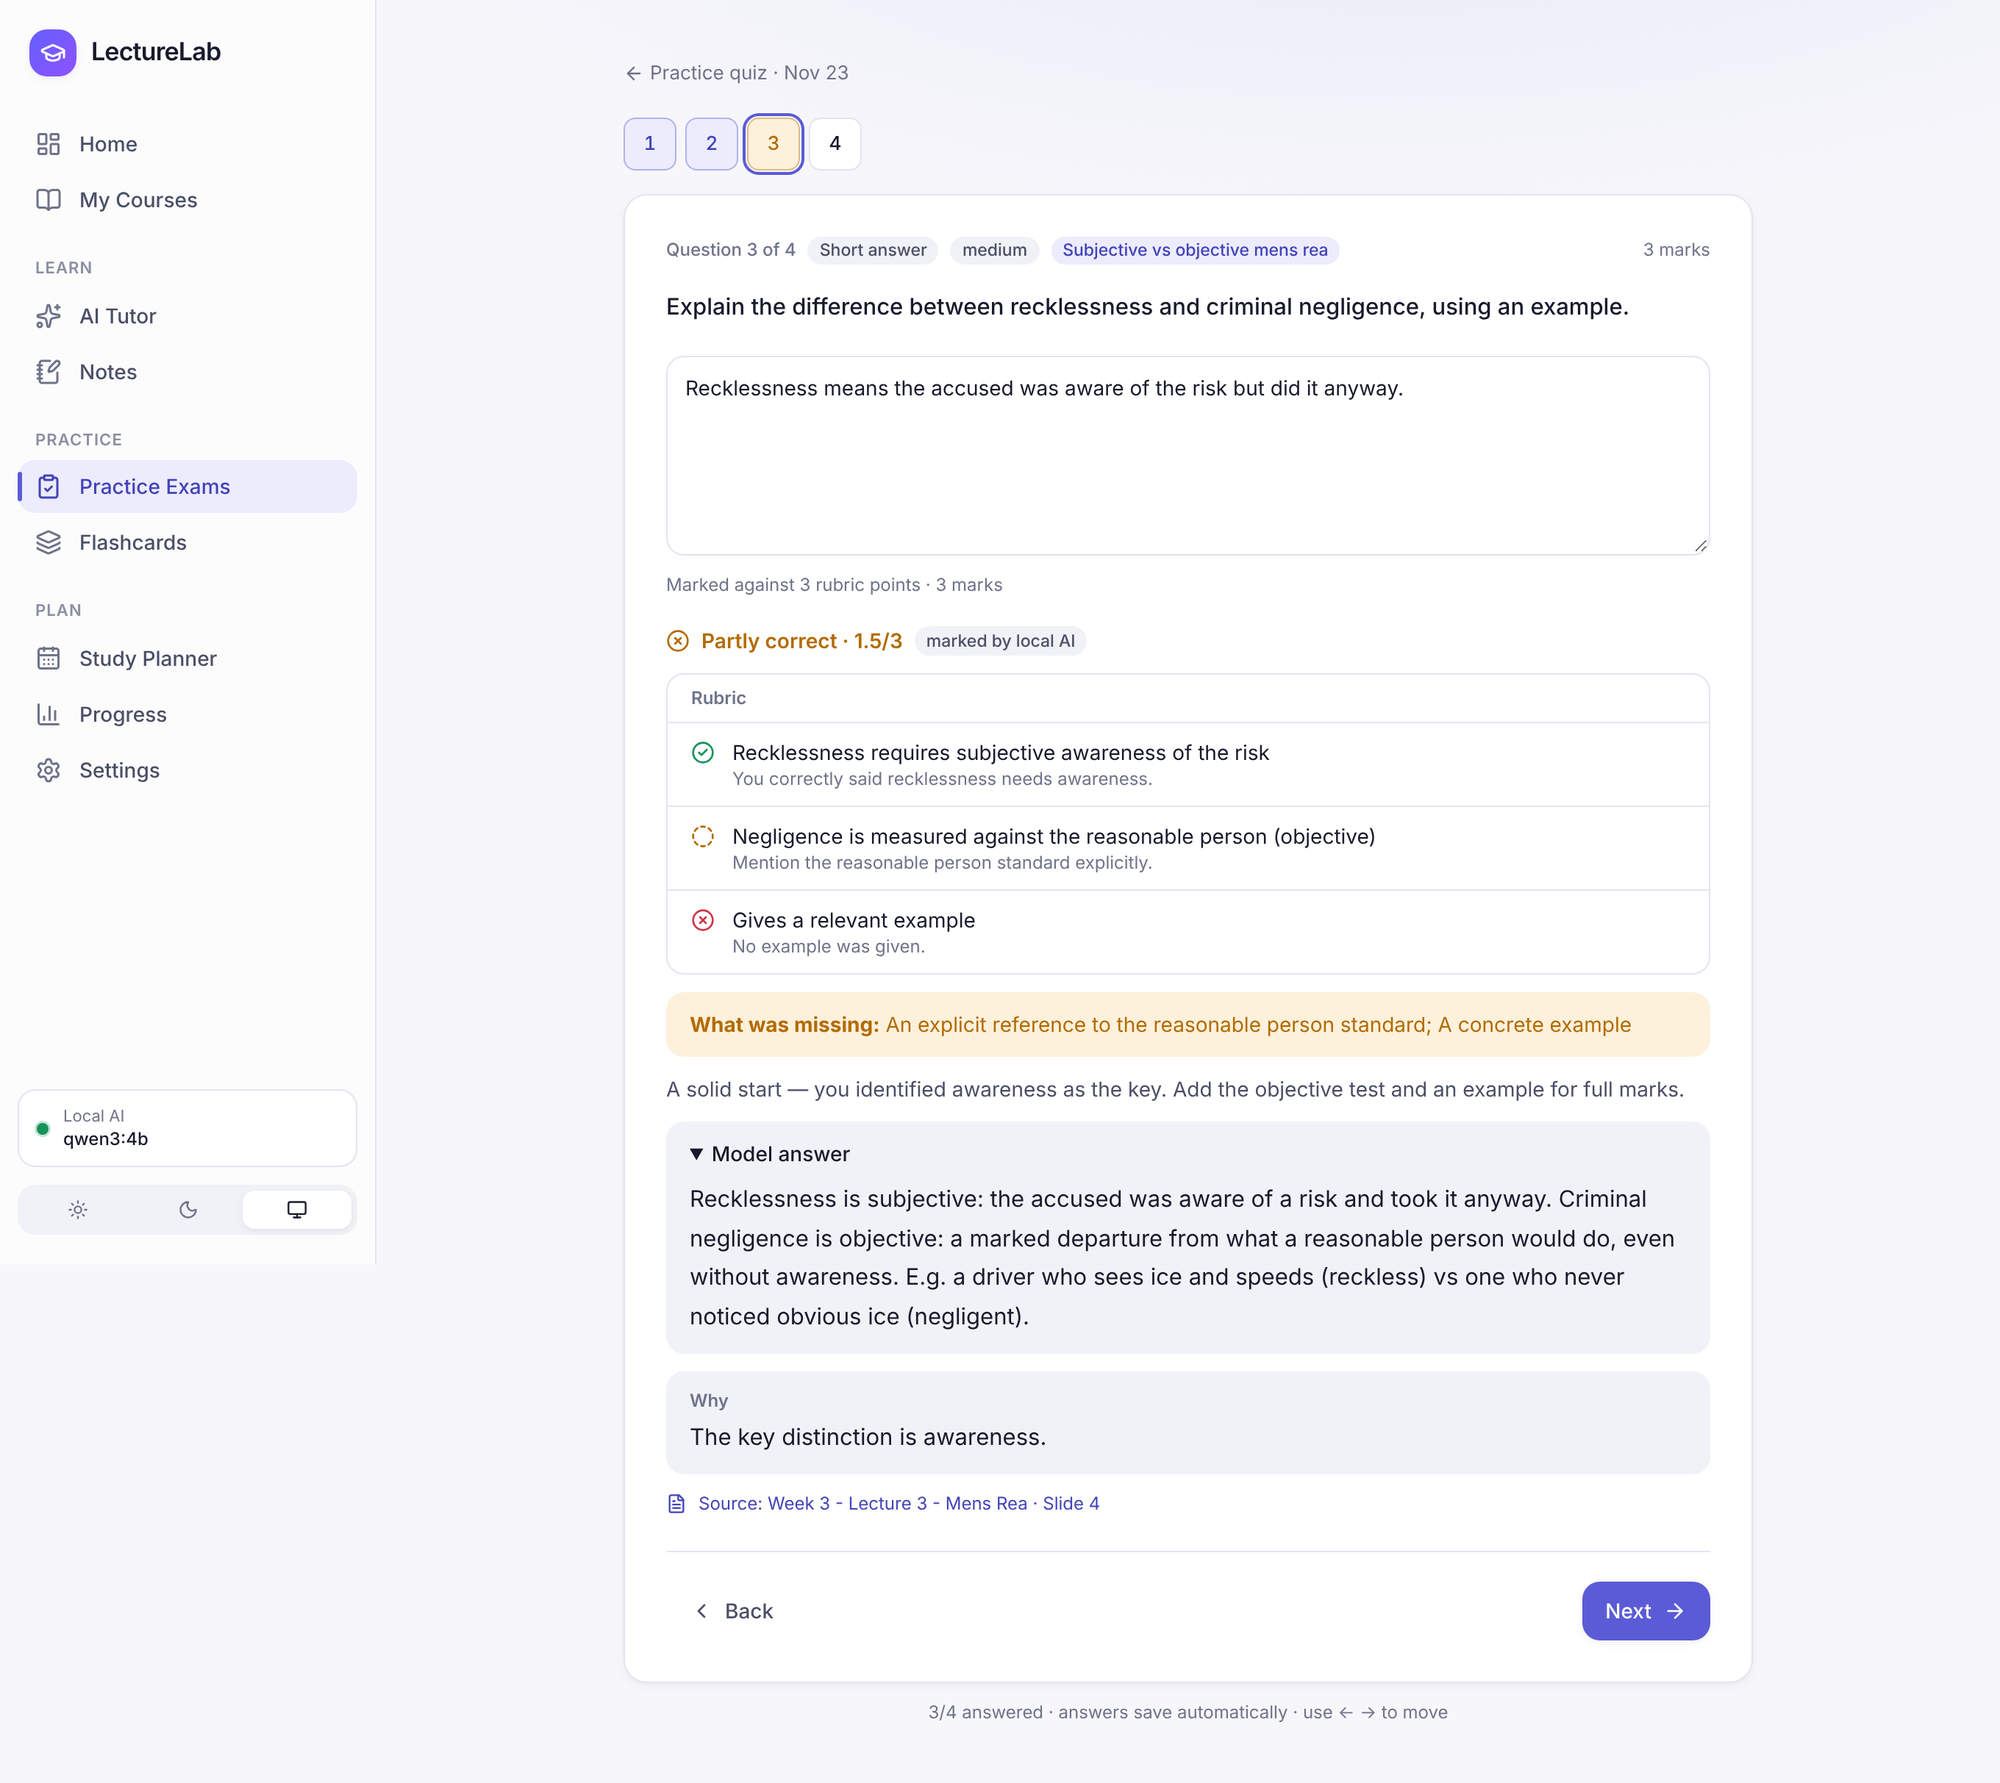 LectureLab
Home
My Courses
LEARN
AI Tutor
Notes
PRACTICE
Practice Exams
Flashcards
PLAN
Study Planner
Progress
Settings
Local AI
qwen3:4b
← Practice quiz · Nov 23
1 2 3 4
Question 3 of 4 Short answer medium Subjective vs objective mens rea 3 marks
Explain the difference between recklessness and criminal negligence, using an example.
Recklessness means the accused was aware of the risk but did it anyway.
Marked against 3 rubric points · 3 marks
Partly correct · 1.5/3 marked by local AI
Rubric
Recklessness requires subjective awareness of the risk
You correctly said recklessness needs awareness.
Negligence is measured against the reasonable person (objective)
Mention the reasonable person standard explicitly.
Gives a relevant example
No example was given.
What was missing: An explicit reference to the reasonable person standard; A concrete example
A solid start — you identified awareness as the key. Add the objective test and an example for full marks.
▼ Model answer
Recklessness is subjective: the accused was aware of a risk and took it anyway. Criminal
negligence is objective: a marked departure from what a reasonable person would do, even
without awareness. E.g. a driver who sees ice and speeds (reckless) vs one who never
noticed obvious ice (negligent).
Why
The key distinction is awareness.
Source: Week 3 - Lecture 3 - Mens Rea · Slide 4
Back
Next →
3/4 answered · answers save automatically · use ← → to move